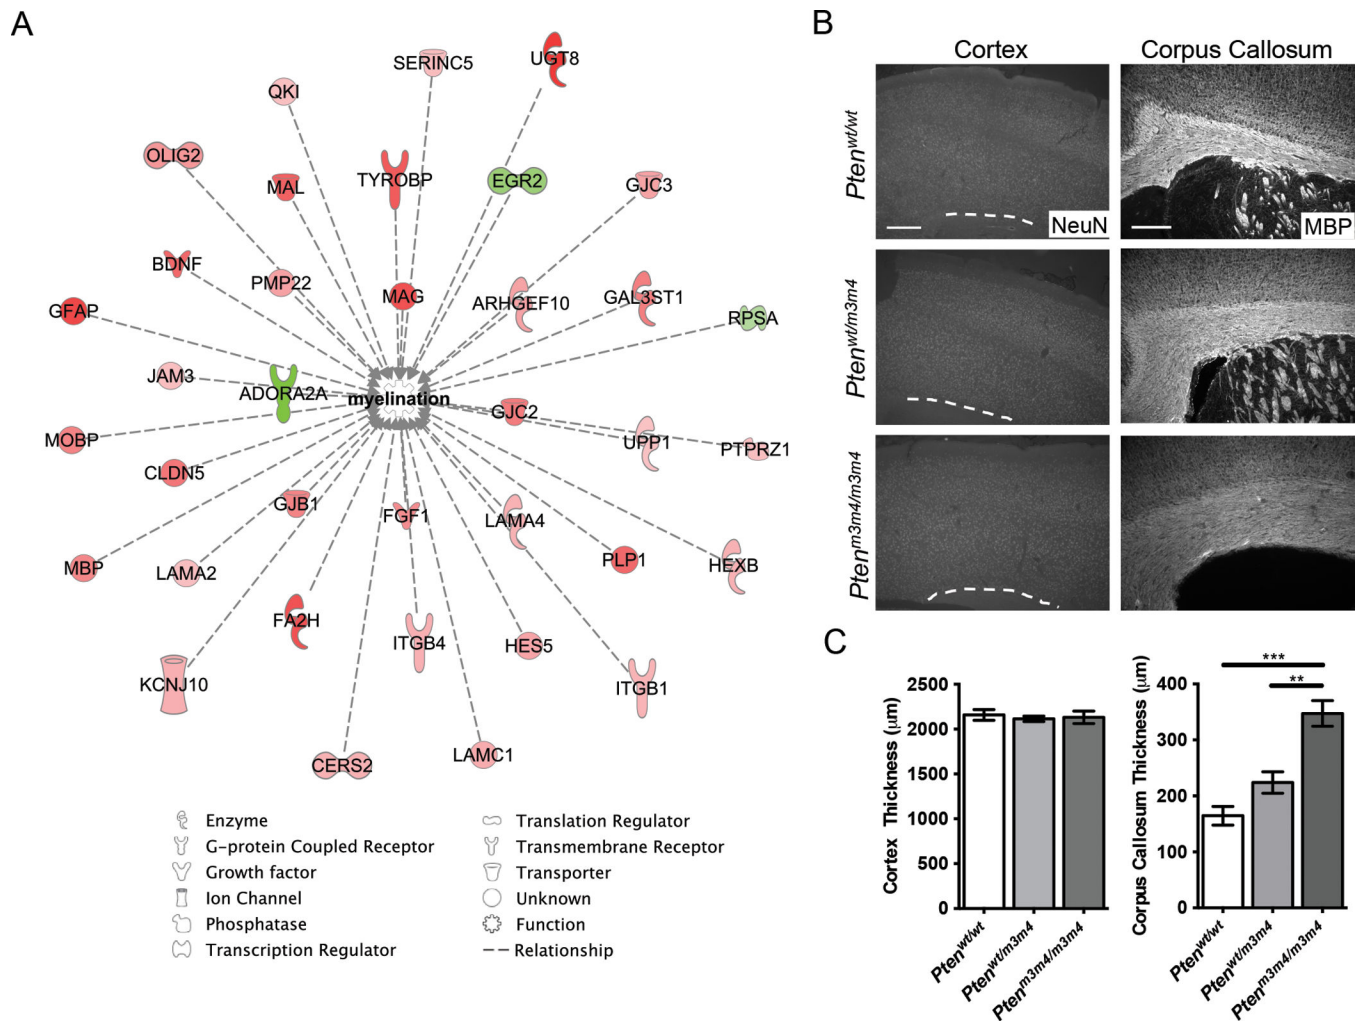 A
SERINC5
UGT8
QKI
OLIG2
MAL
TYROBP
EGR2
GJC3
BDNF
PMP22
MAG
ARHGEF10
GAL3ST1
GFAP
RPSA
JAM3
ADORA2A
myelination
GJC2
MOBP
UPP1
PTPRZ1
CLDN5
GJB1
FGF1
LAMA4
MBP
LAMA2
PLP1
HEXB
FA2H
ITGB4
HES5
KCNJ10
ITGB1
CERS2
LAMC1
Enzyme
G-protein Coupled Receptor
Growth factor
Ion Channel
Phosphatase
Transcription Regulator
Translation Regulator
Transmembrane Receptor
Transporter
Unknown
Function
Relationship
B
Cortex
Corpus Callosum
Pten^wt/wt
NeuN
MBP
Pten^wt/m3m4
Pten^m3m4/m3m4
C
Cortex Thickness (μm)
2500
2000
1500
1000
500
0
Pten^wt/wt
Pten^wt/m3m4
Pten^m3m4/m3m4
Corpus Callosum Thickness (μm)
400
300
200
100
0
***
**
Pten^wt/wt
Pten^wt/m3m4
Pten^m3m4/m3m4